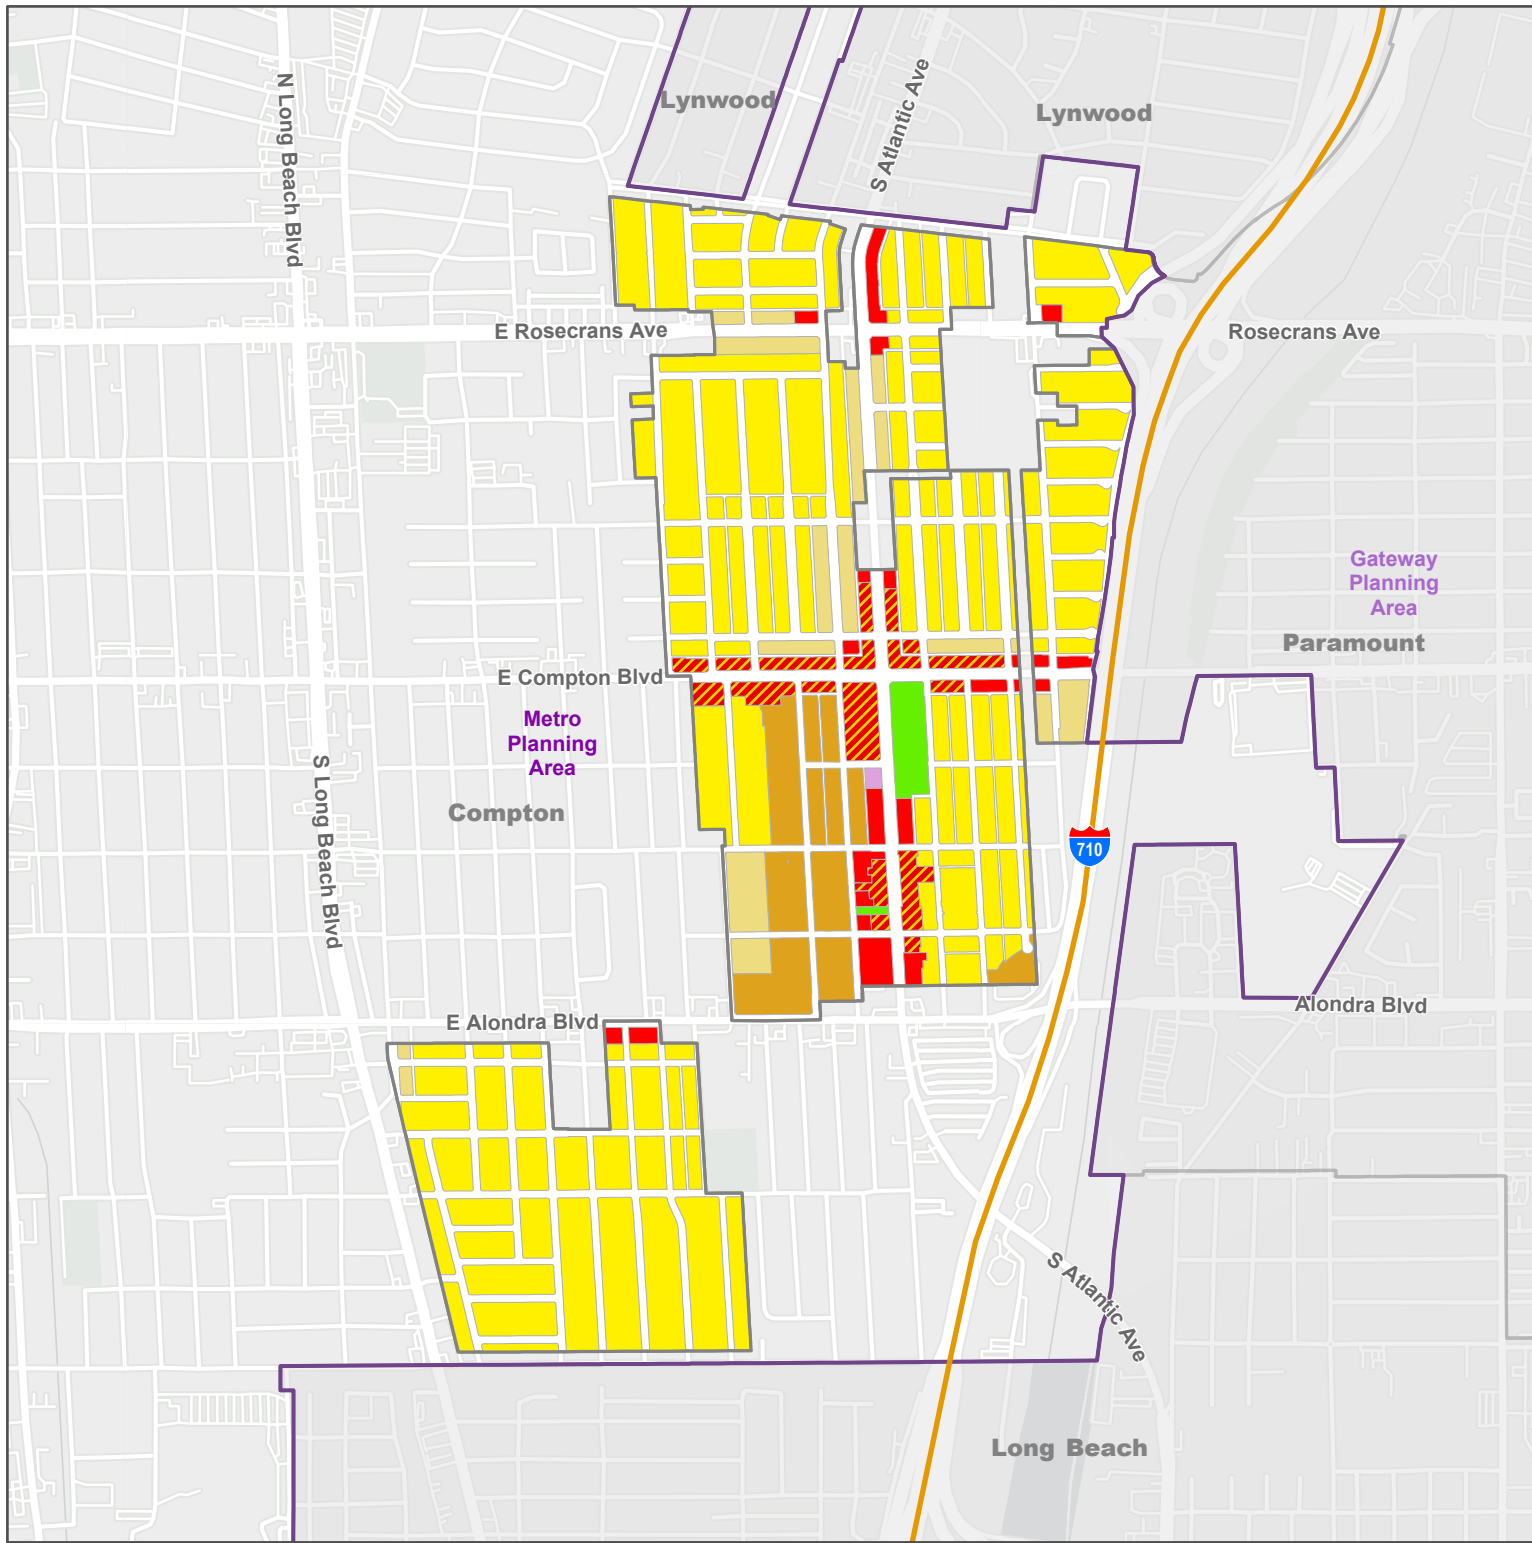 Lynwood
Lynwood
S Atlantic Ave
N Long Beach Blvd
E Rosecrans Ave
Rosecrans Ave
Gateway
Planning
Area
Paramount
E Compton Blvd
Metro
Planning
Area
Compton
S Long Beach Blvd
710
E Alondra Blvd
Alondra Blvd
S Atlantic Ave
Long Beach